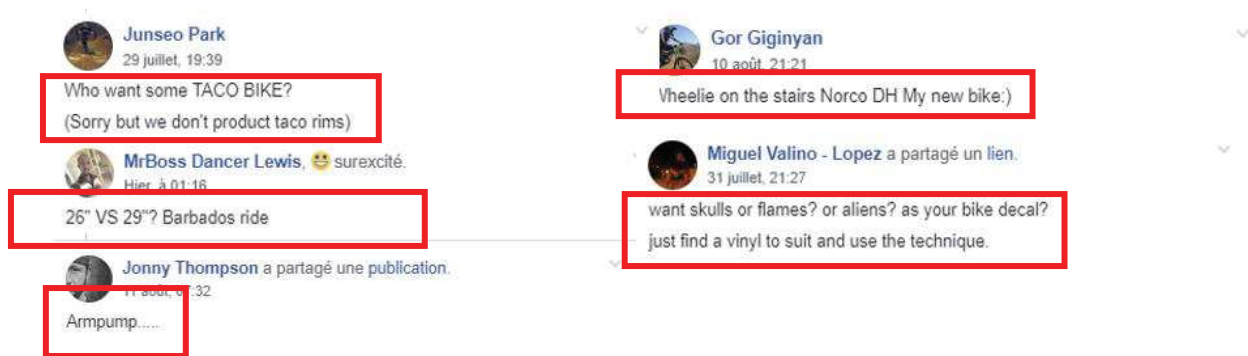 Junseo Park
29 juillet, 19:39
Who want some TACO BIKE?
(Sorry but we don't product taco rims)
MrBoss Dancer Lewis, 😃 surexcité.
Hier, à 01:16
26" VS 29"? Barbados ride
Jonny Thompson a partagé une publication.
11 août, 07:32
Armpump.....
Gor Giginyan
10 août, 21:21
Wheelie on the stairs Norco DH My new bike:)
Miguel Valino - Lopez a partagé un lien.
31 juillet, 21:27
want skulls or flames? or aliens? as your bike decal?
just find a vinyl to suit and use the technique.